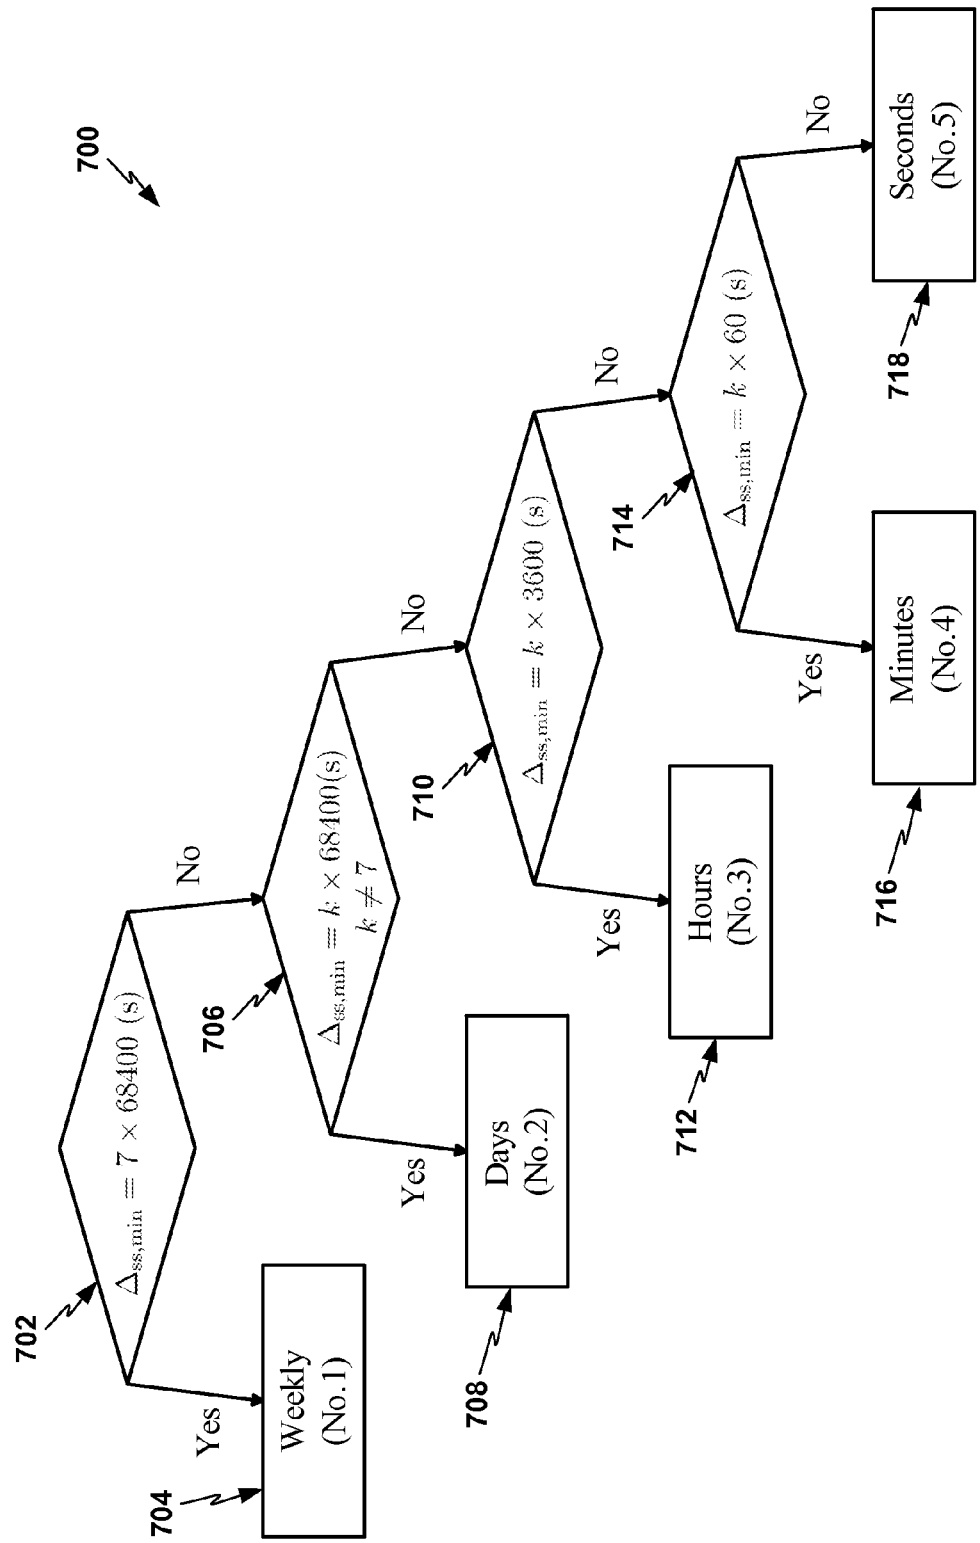 700
702
Δss,min = 7 × 68400 (s)
Yes
No
704
Weekly
(No.1)
706
Δss,min = k × 68400(s)
k ≠ 7
Yes
No
708
Days
(No.2)
710
Δss,min = k × 3600 (s)
Yes
No
712
Hours
(No.3)
714
Δss,min = k × 60 (s)
Yes
No
716
Minutes
(No.4)
718
Seconds
(No.5)